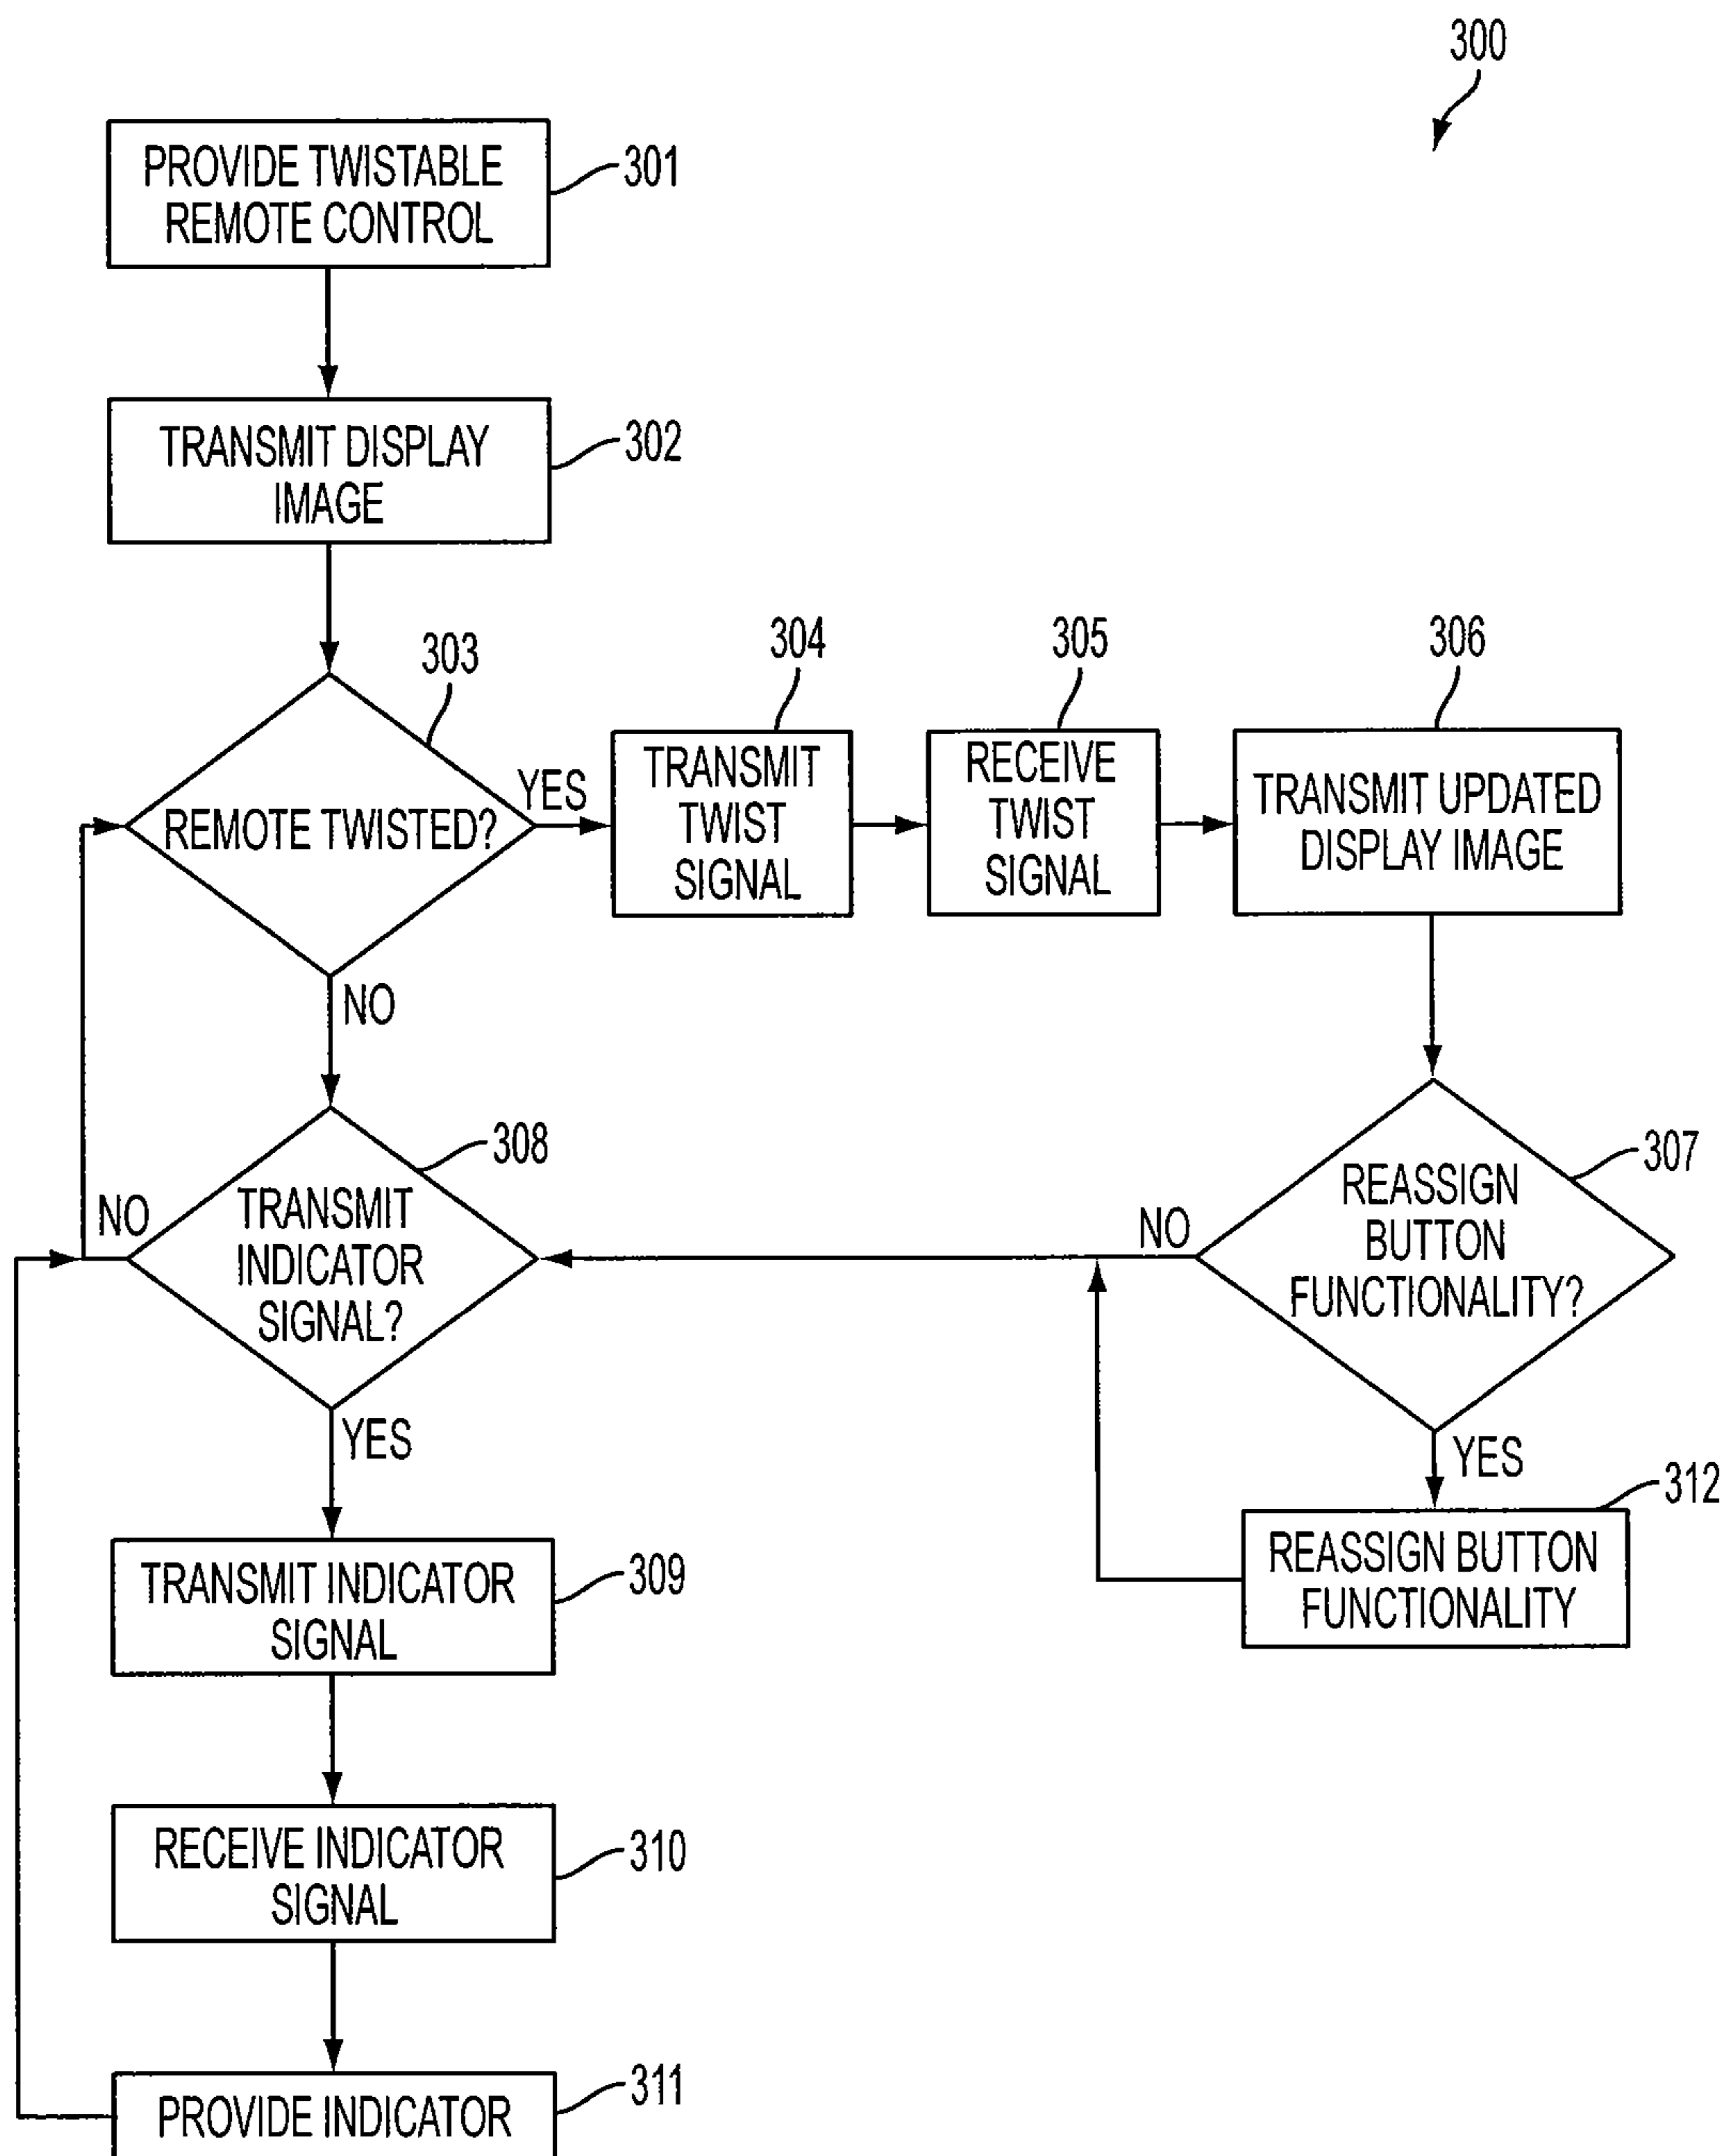 300
PROVIDE TWISTABLE
REMOTE CONTROL
301
TRANSMIT DISPLAY
IMAGE
302
303
REMOTE TWISTED?
YES
NO
304
TRANSMIT
TWIST
SIGNAL
305
RECEIVE
TWIST
SIGNAL
306
TRANSMIT UPDATED
DISPLAY IMAGE
307
REASSIGN
BUTTON
FUNCTIONALITY?
NO
YES
312
REASSIGN BUTTON
FUNCTIONALITY
308
TRANSMIT
INDICATOR
SIGNAL?
NO
YES
TRANSMIT INDICATOR
SIGNAL
309
RECEIVE INDICATOR
SIGNAL
310
PROVIDE INDICATOR
311